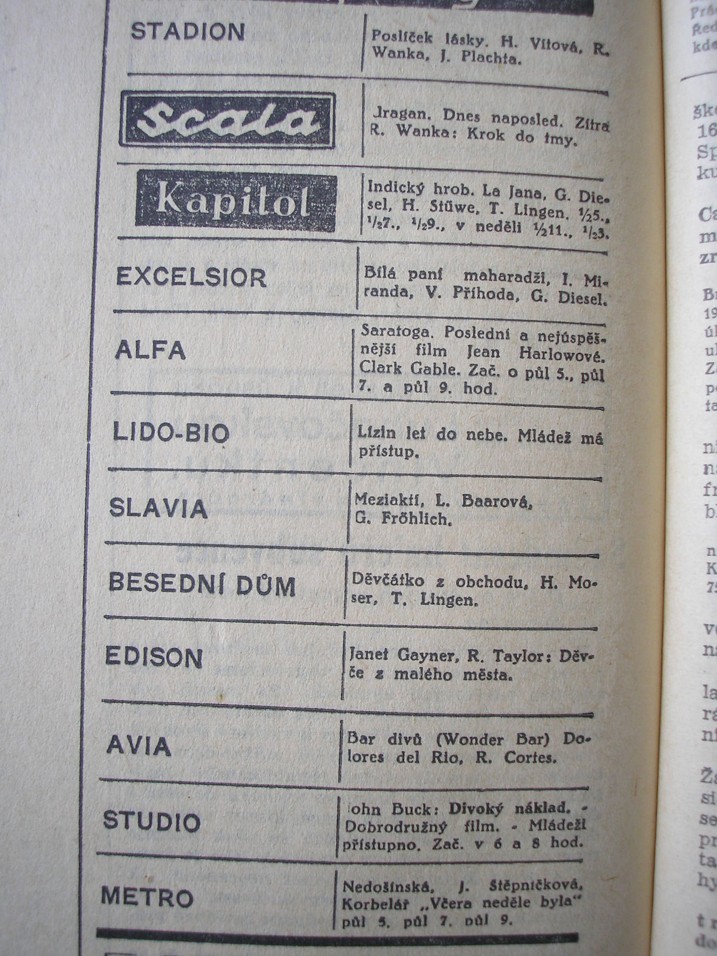 STADION
Poslíček lásky. H. Vítová, R.
Wanka, J. Plachta.
Scala
Jragan. Dnes naposled. Zítra
R. Wanka: Krok do tmy.
Kapitol
Indický hrob. La Jana, G. Die-
sel, H. Stüwe, T. Lingen, ½5.,
½7., ½9., v neděli ½11., ½3.
EXCELSIOR
Bílá paní maharadži, I. Mi-
randa, V. Příhoda, G. Diesel.
ALFA
Saratoga. Poslední a nejúspěš-
nější film Jean Harlowové.
Clark Gable. Zač. o půl 5., půl
7. a půl 9. hod.
LIDO-BIO
Lízin let do nebe. Mládež má
přístup.
SLAVIA
Meziaktí, L. Baarová,
G. Fröhlich.
BESEDNÍ DŮM
Děvčátko z obchodu, H. Mo-
ser, T. Lingen.
EDISON
Janet Gayner, R. Taylor: Děv-
če z malého města.
AVIA
Bar divů (Wonder Bar) Do-
lores del Rio, R. Cortes.
STUDIO
John Buck: Divoký náklad. -
Dobrodružný film. - Mládeži
přístupno. Zač. v 6 a 8 hod.
METRO
Nedošínská, J. Štěpničková,
Korbelář „Včera neděle byla"
půl 5. půl 7. půl 9.